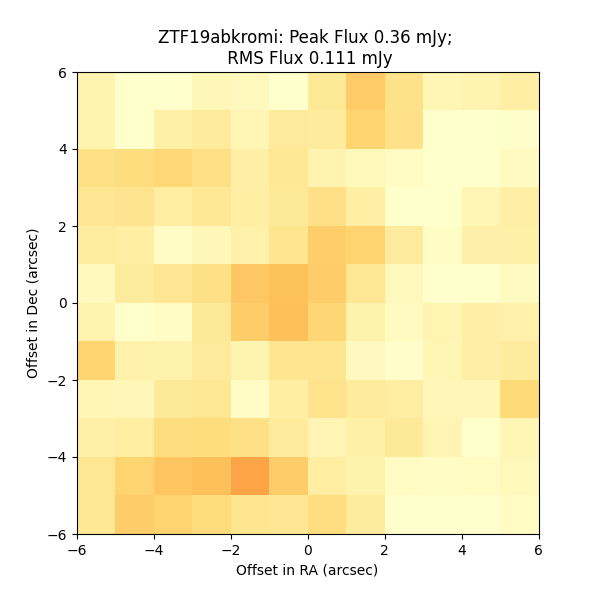 ZTF19abkromi: Peak Flux 0.36 mJy;
RMS Flux 0.111 mJy
6
4
2
0
−2
−4
−6
Offset in Dec (arcsec)
−6 −4 −2 0 2 4 6
Offset in RA (arcsec)